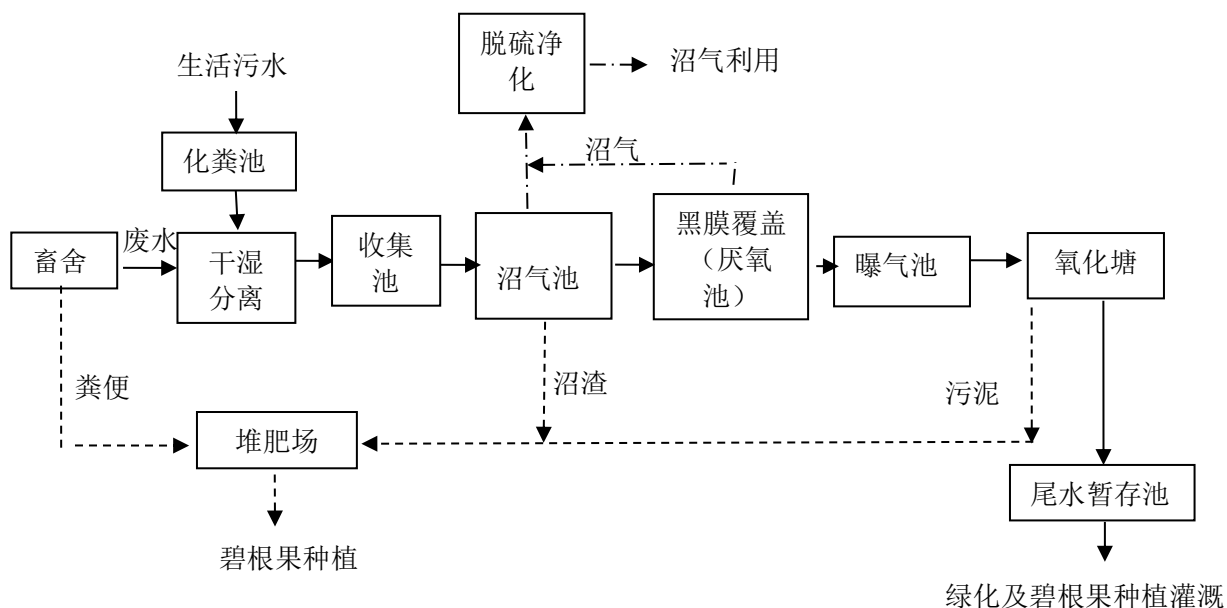 脱硫净
化
沼气利用
生活污水
沼气
化粪池
黑膜覆盖
（厌氧
池）
废水
畜舍
干湿
分离
收集
池
沼气池
曝气池
氧化塘
粪便
沼渣
污泥
堆肥场
尾水暂存池
碧根果种植
绿化及碧根果种植灌溉